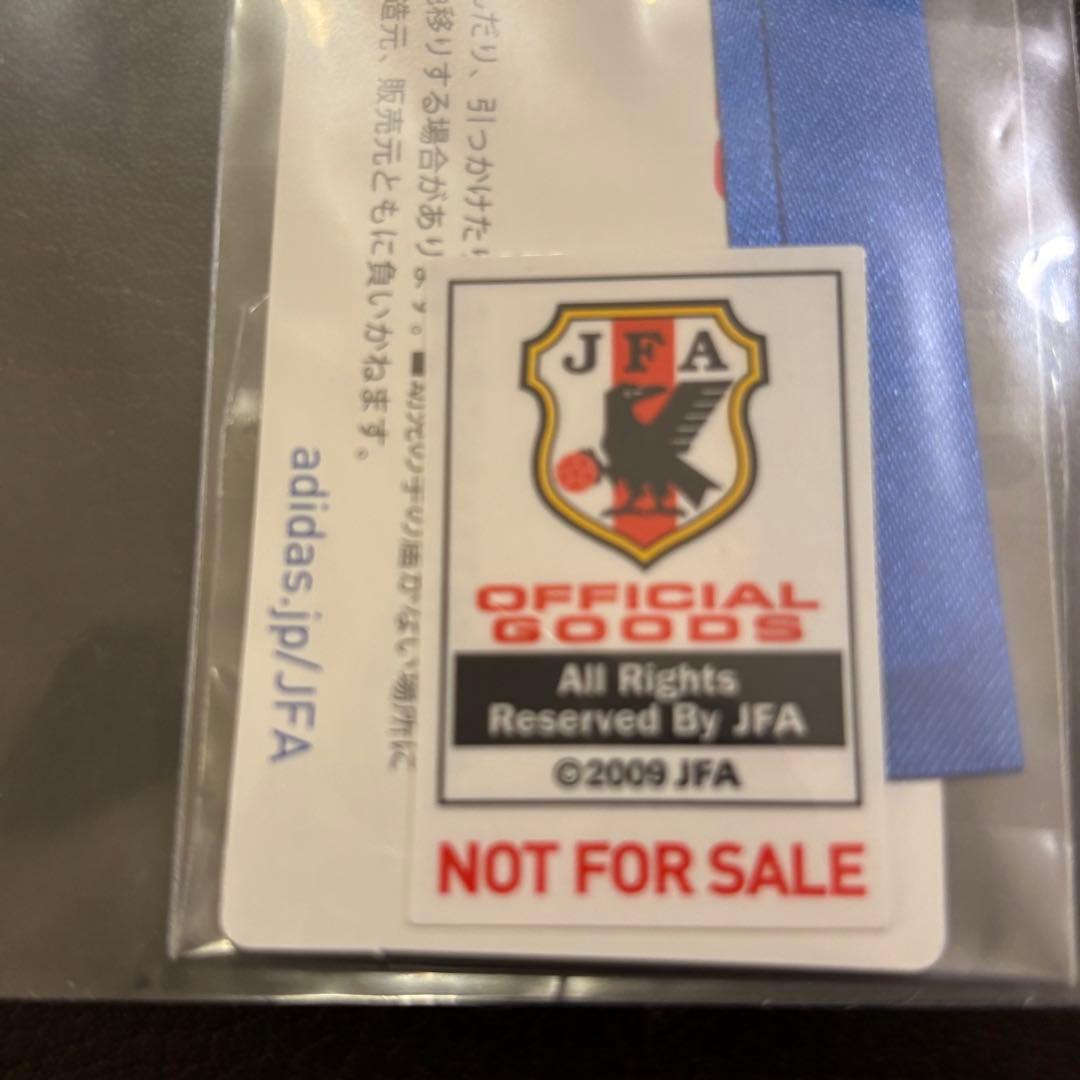 んだり、引っかけたり
移りする場合があり
造元、販売元ともに負いかねます。
adidas.jp/JFA
JFA
OFFICIAL
GOODS
All Rights
Reserved By JFA
©2009 JFA
NOT FOR SALE